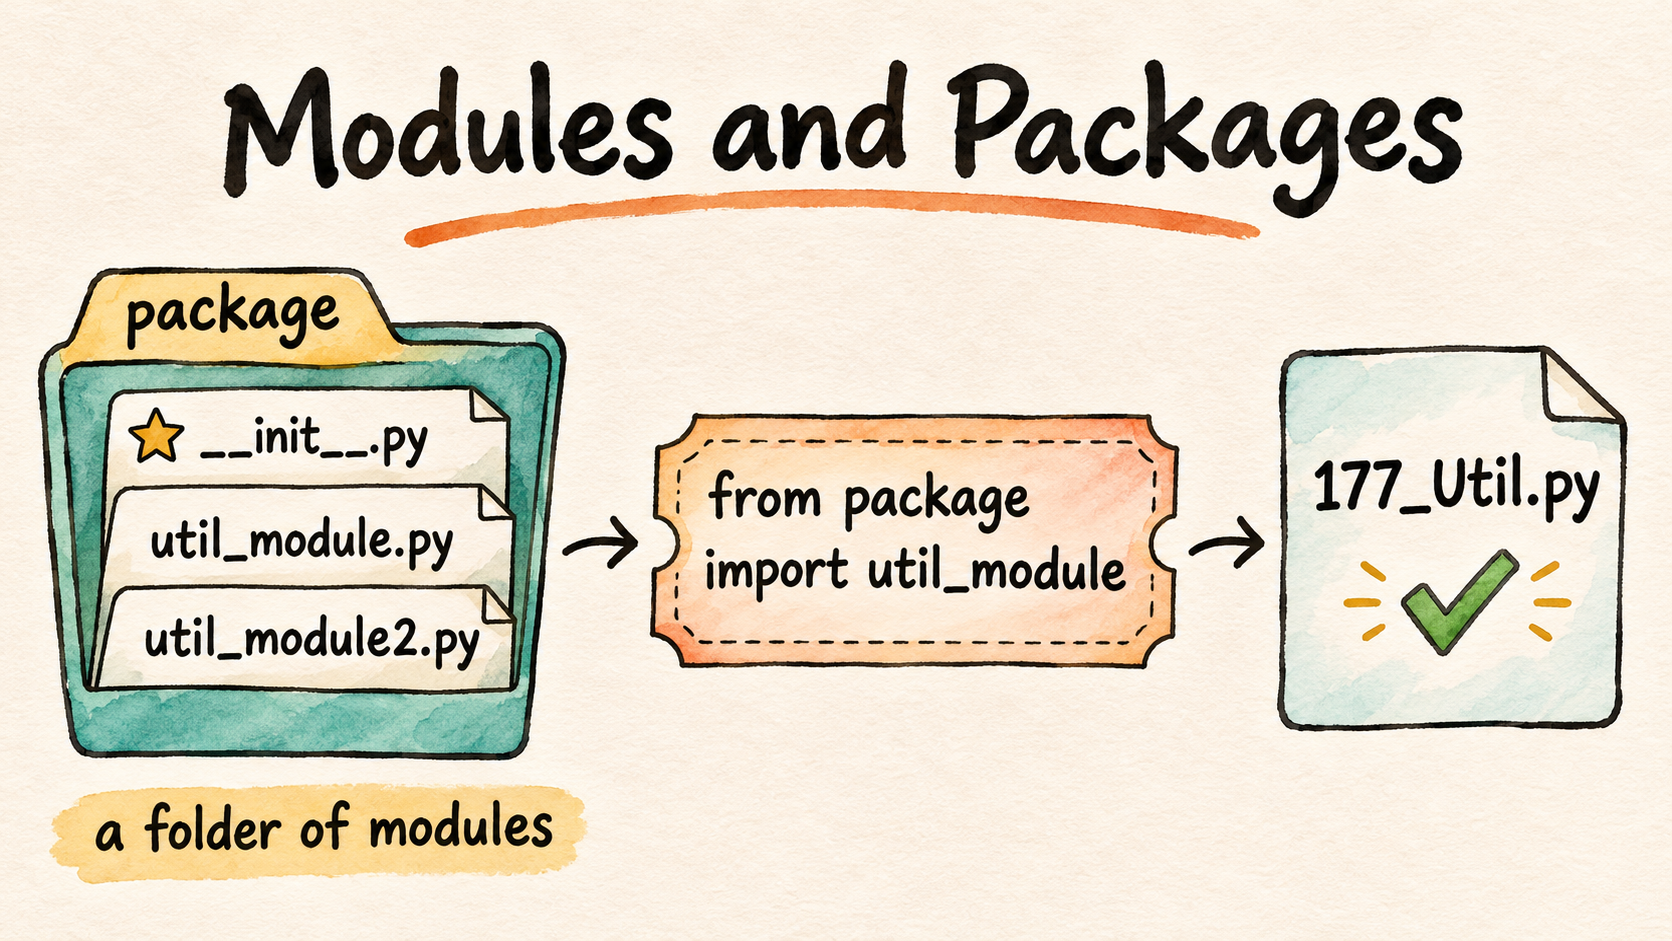 Modules and Packages
package
__init__.py
util_module.py
util_module2.py
a folder of modules
from package
import util_module
177_Util.py